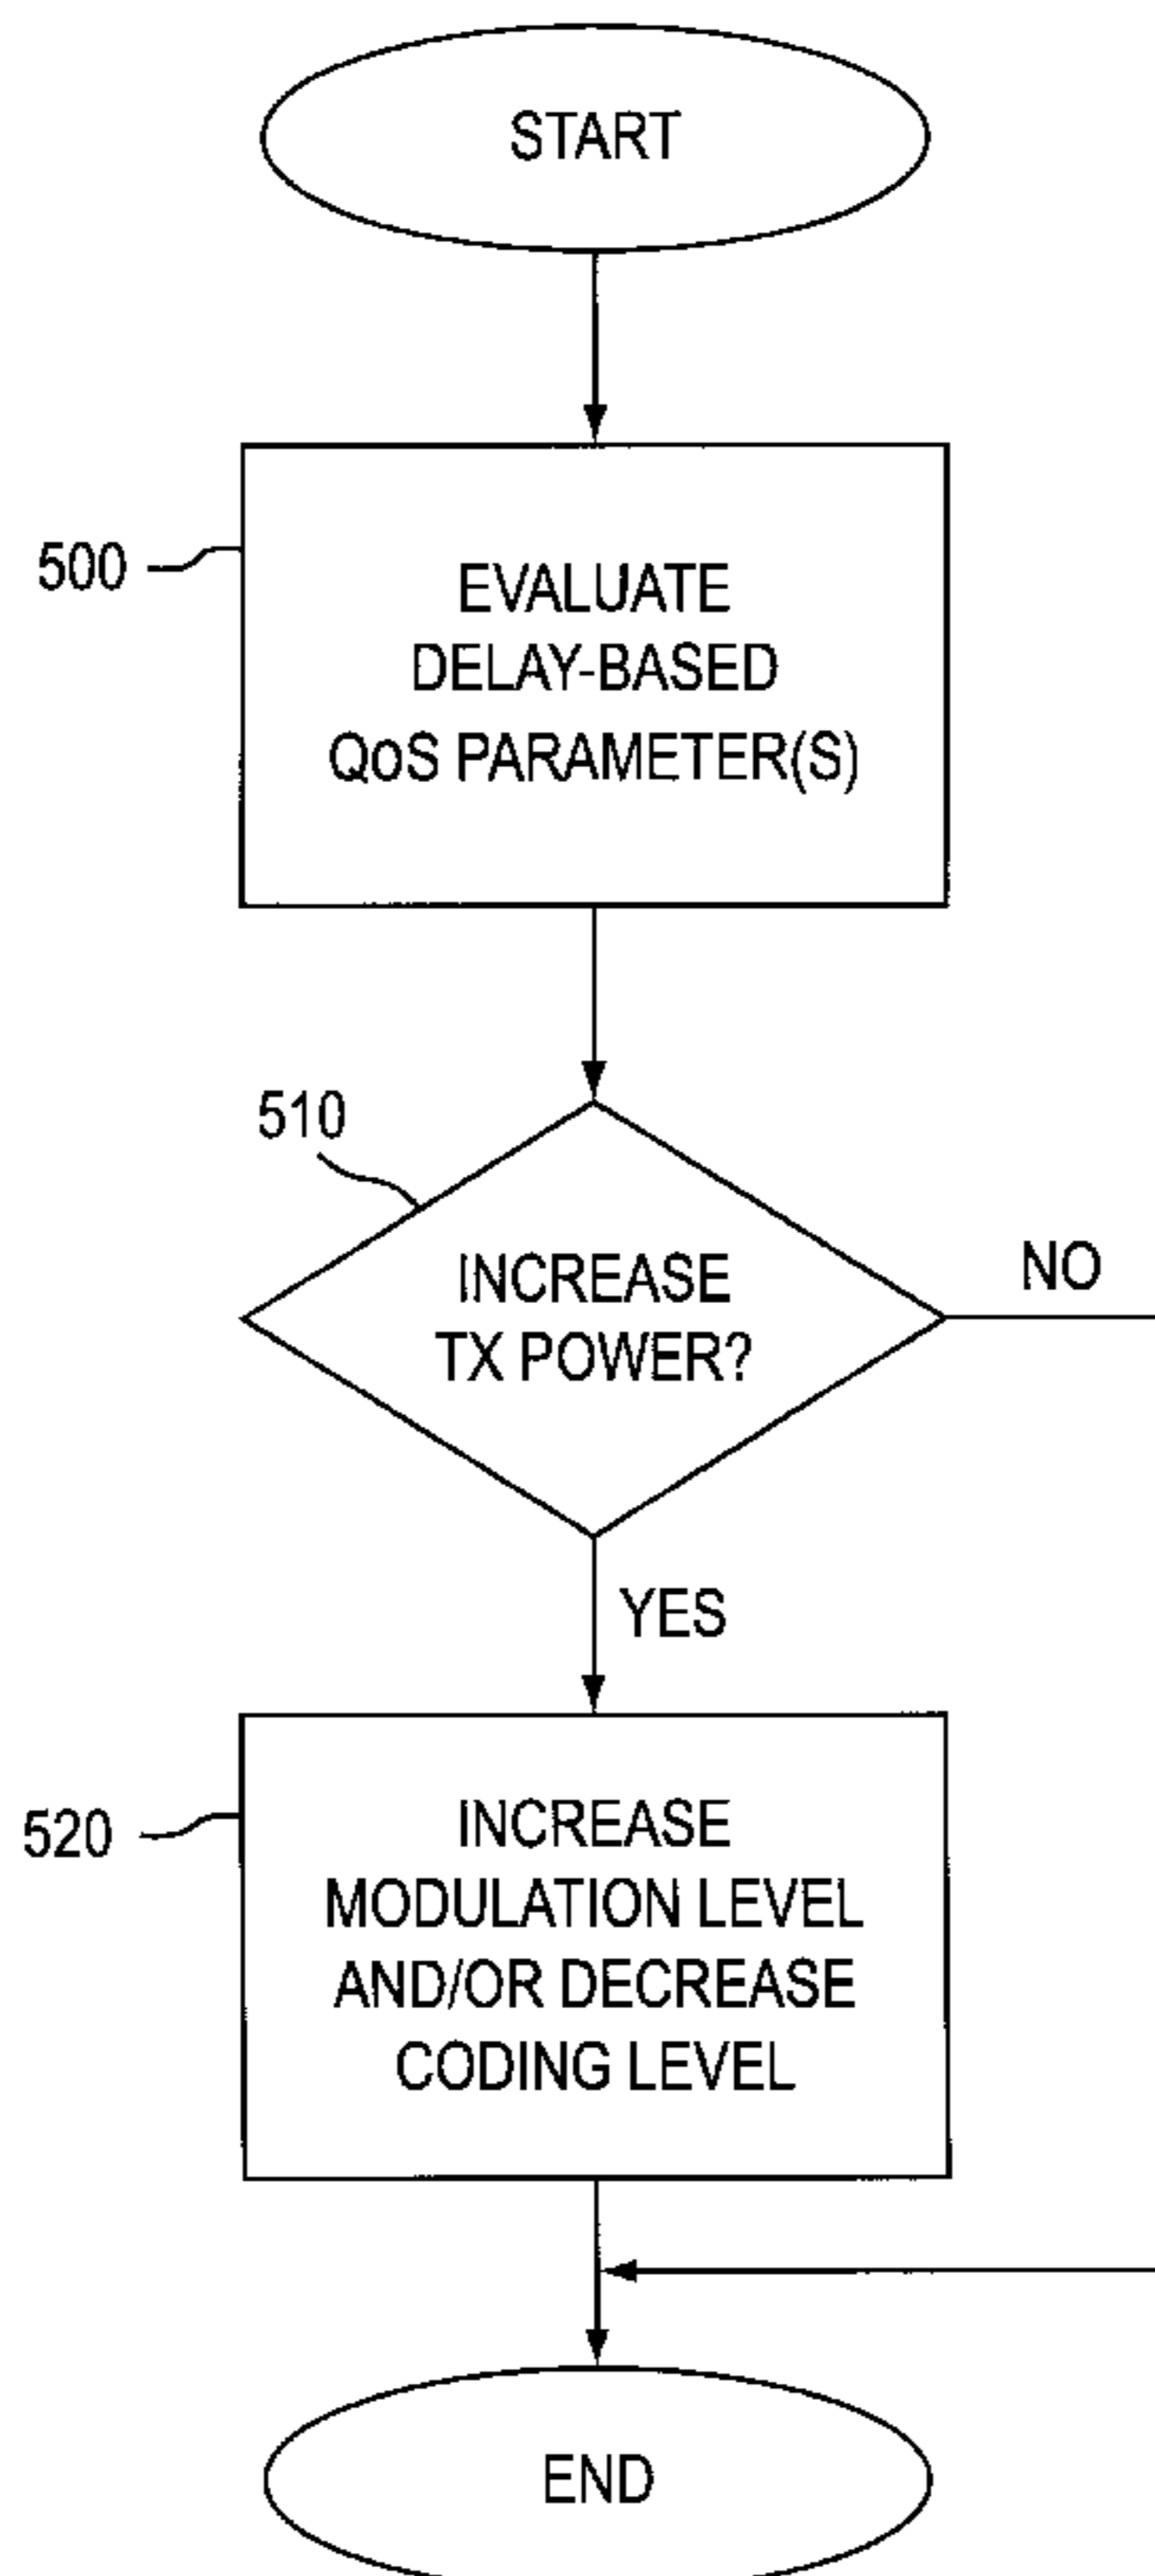 START
500
EVALUATE
DELAY-BASED
QoS PARAMETER(S)
510
INCREASE
TX POWER?
NO
YES
520
INCREASE
MODULATION LEVEL
AND/OR DECREASE
CODING LEVEL
END